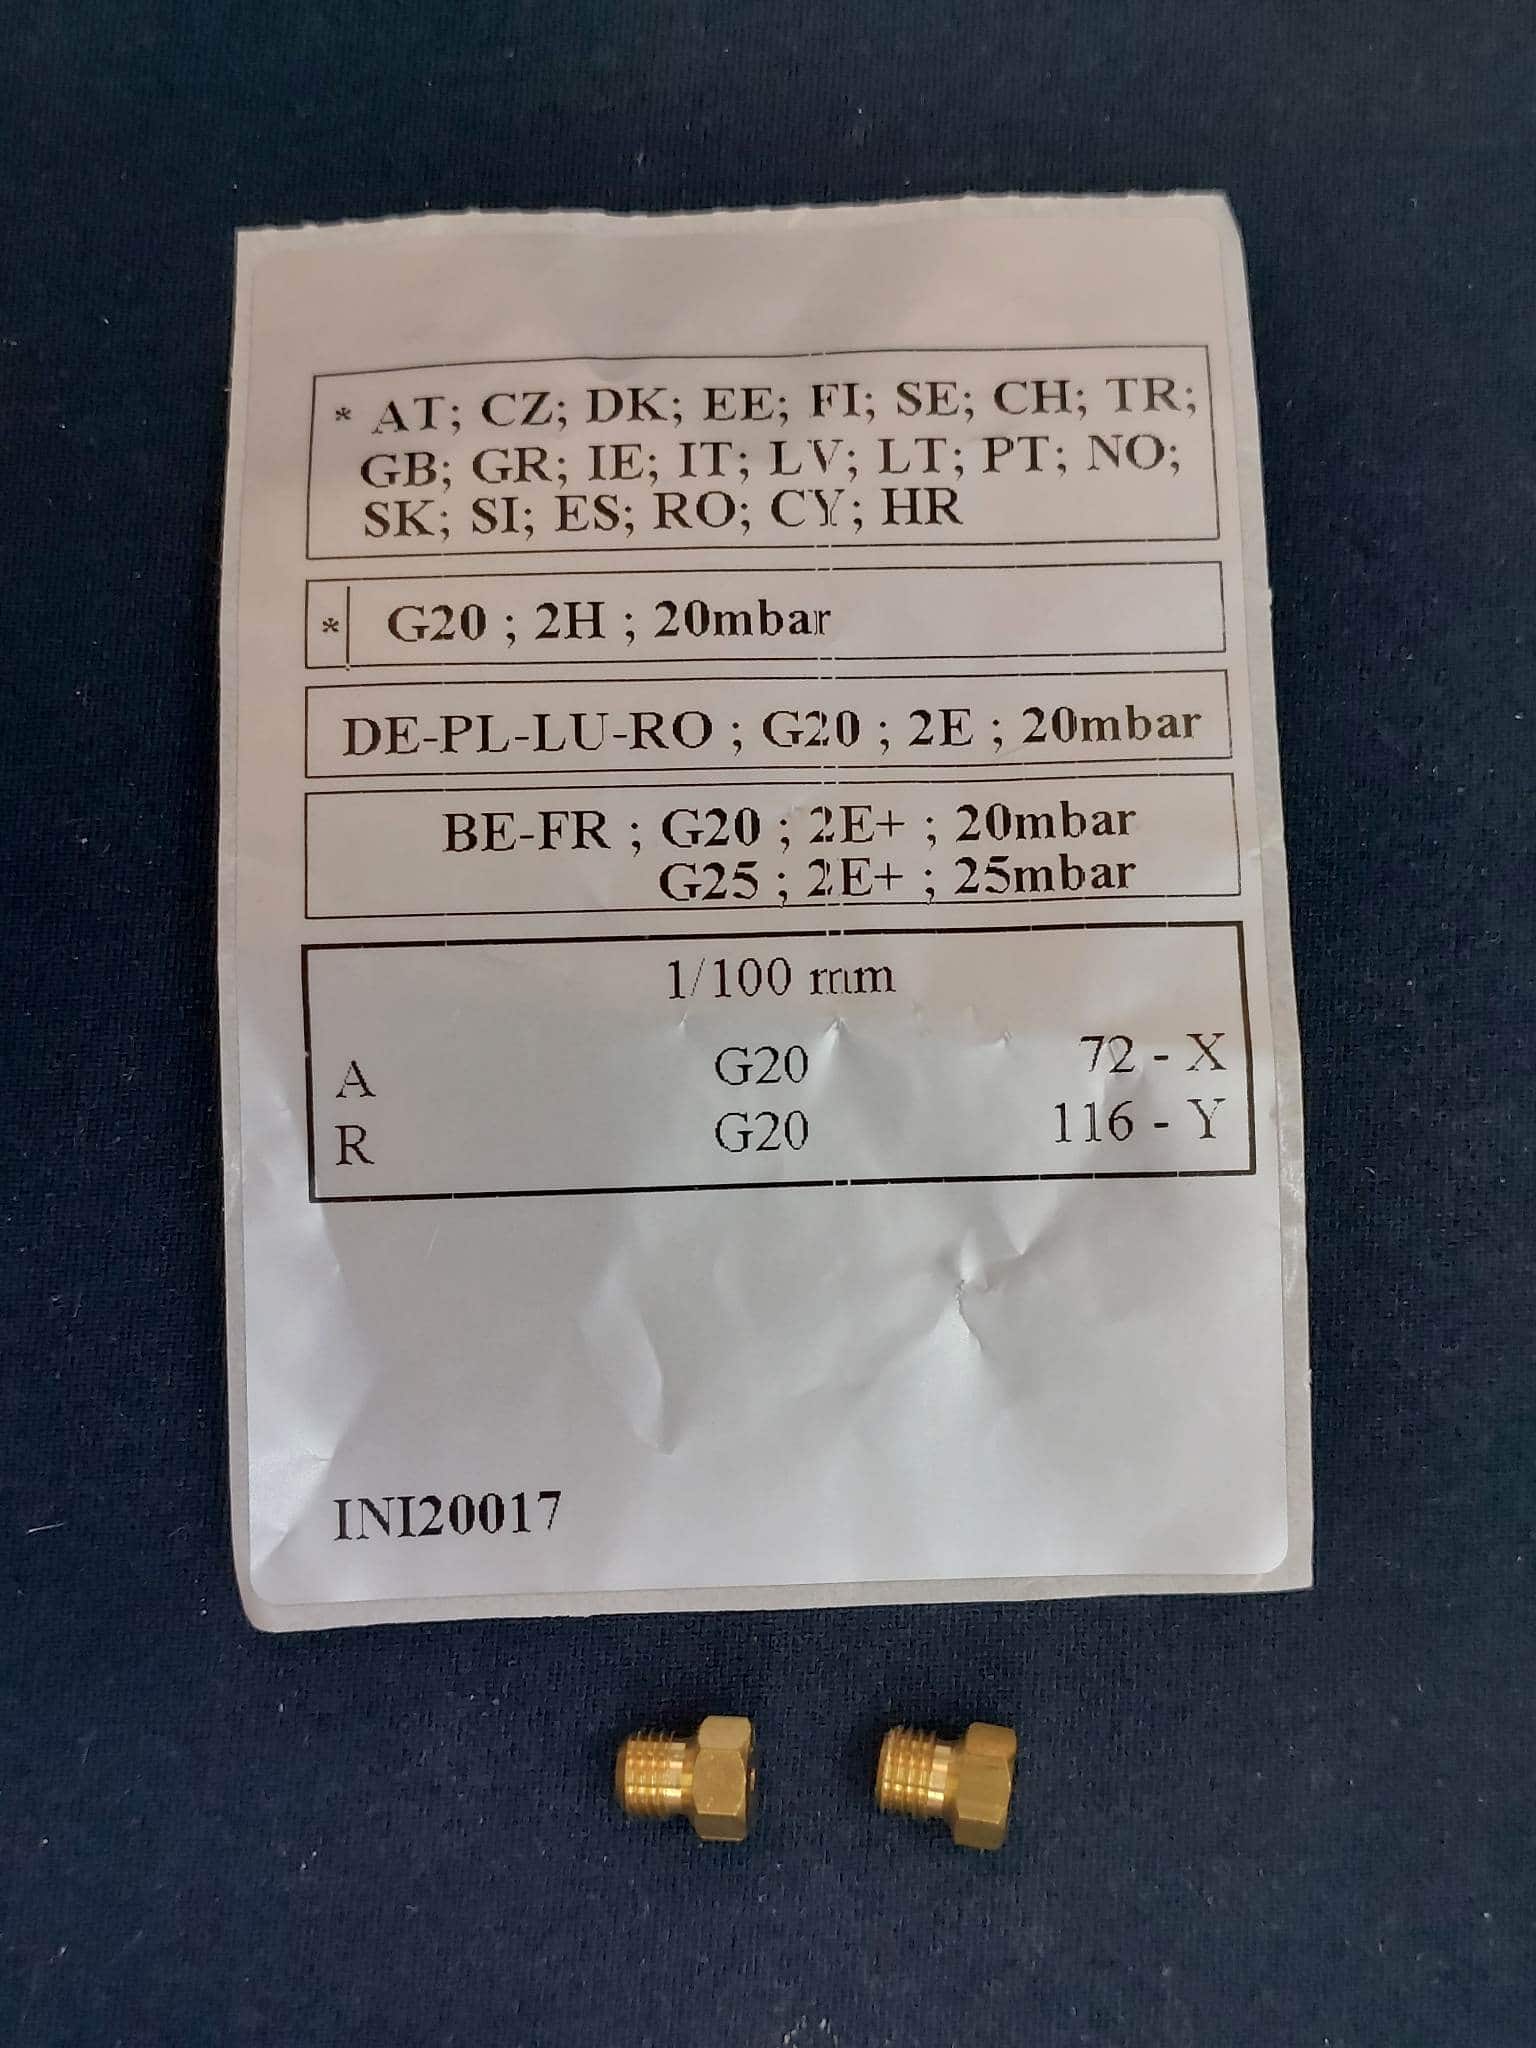 * AT; CZ; DK; EE; FI; SE; CH; TR;
GB; GR; IE; IT; LV; LT; PT; NO;
SK; SI; ES; RO; CY; HR
* G20 ; 2H ; 20mbar
DE-PL-LU-RO ; G20 ; 2E ; 20mbar
BE-FR ; G20 ; 2E+ ; 20mbar
G25 ; 2E+ ; 25mbar
1/100 mm
A G20 72 - X
R G20 116 - Y
INI20017